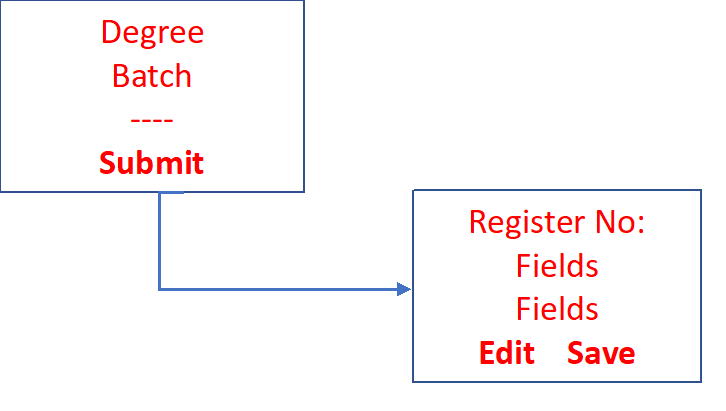 Degree
Batch
----
Submit
Register No:
Fields
Fields
Edit Save